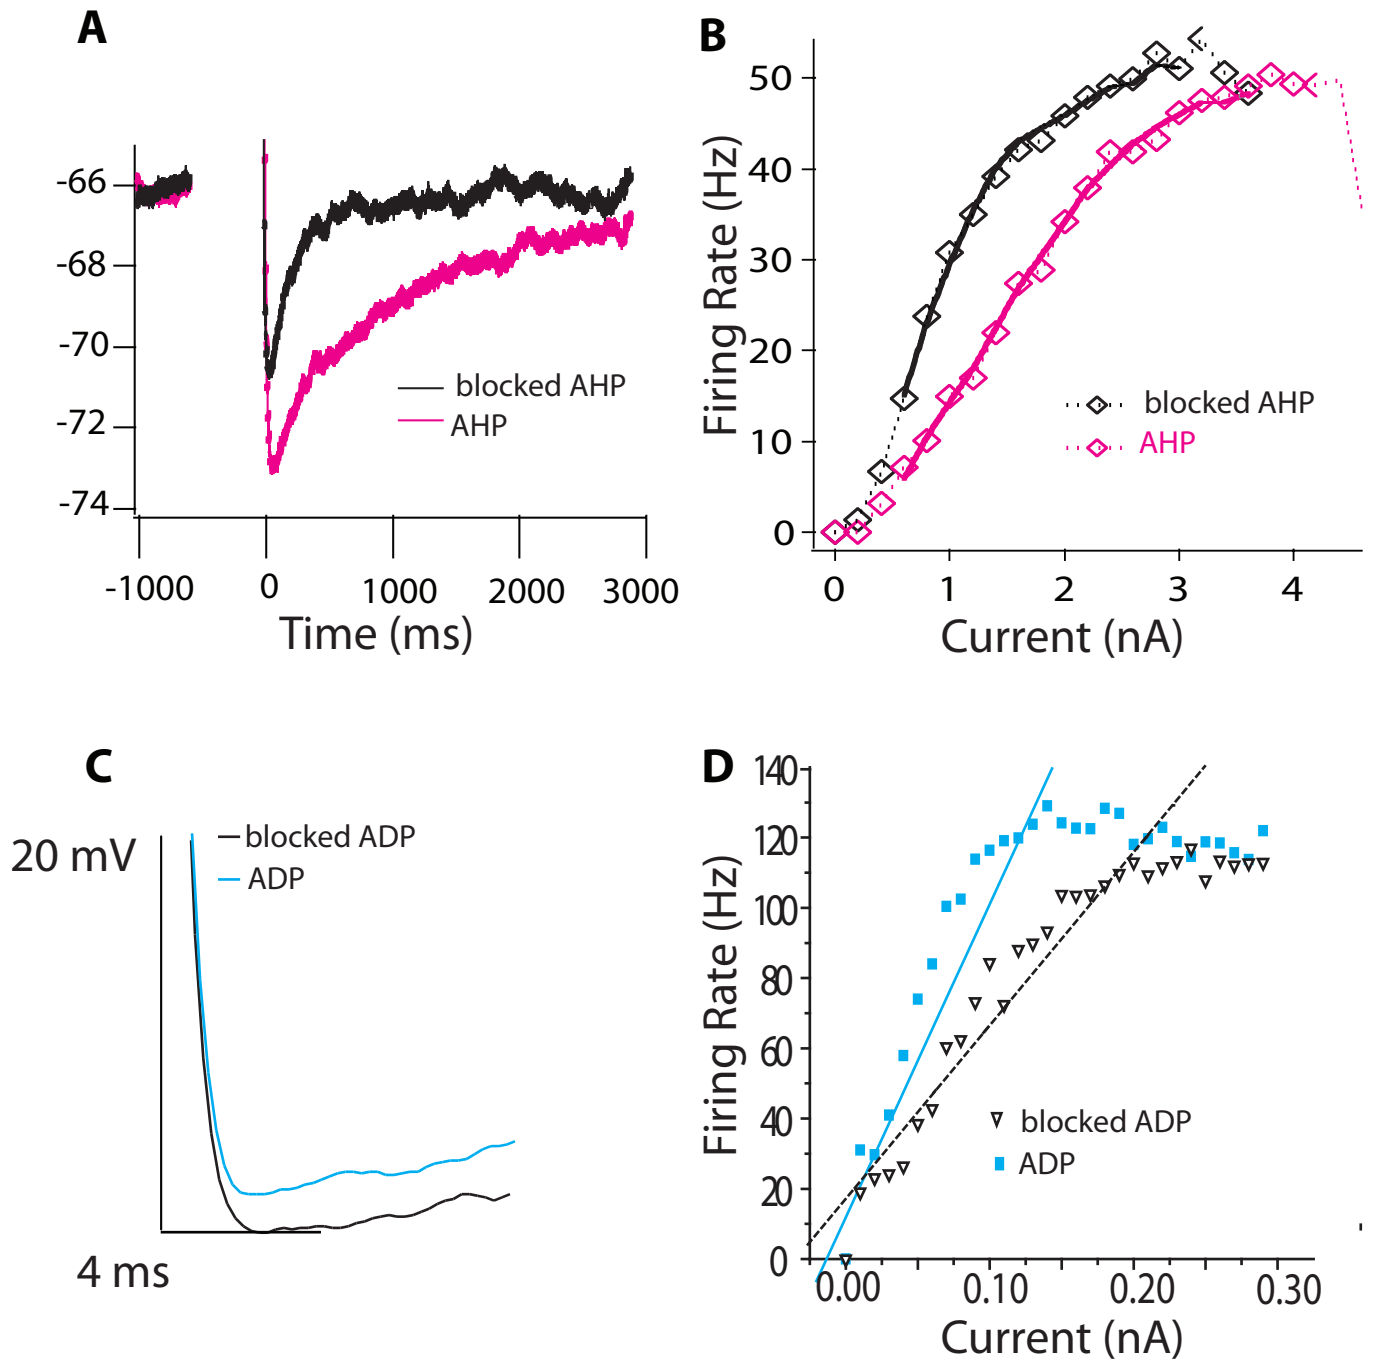 A
-66
-68
-70
-72
-74
blocked AHP
AHP
-1000 0 1000 2000 3000
Time (ms)
B
Firing Rate (Hz)
50
40
30
20
10
0
blocked AHP
AHP
0 1 2 3 4
Current (nA)
C
20 mV
blocked ADP
ADP
4 ms
D
Firing Rate (Hz)
140
120
100
80
60
40
20
0
blocked ADP
ADP
0.00 0.10 0.20 0.30
Current (nA)